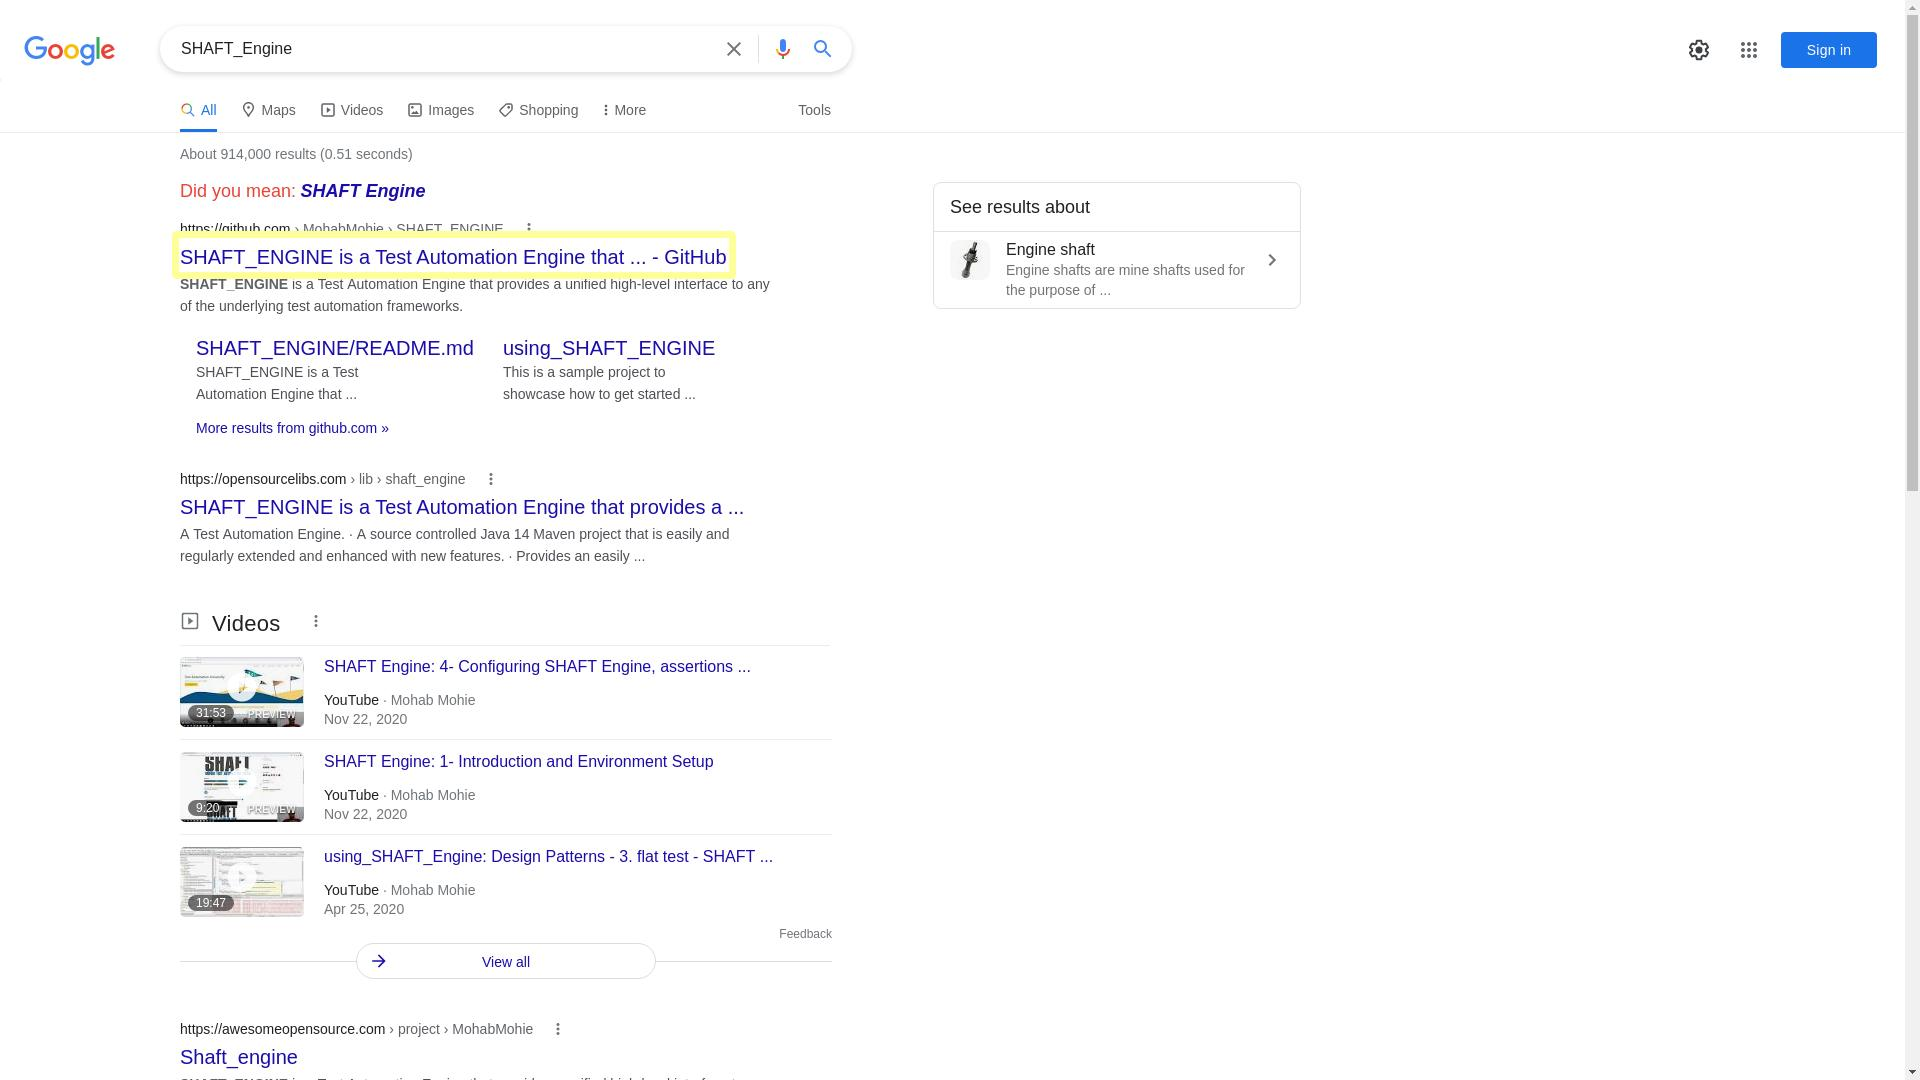 Google
SHAFT_Engine
Sign in
All
Maps
Videos
Images
Shopping
More
Tools
About 914,000 results (0.51 seconds)
Did you mean: SHAFT Engine
https://github.com › MohabMohie › SHAFT_ENGINE
SHAFT_ENGINE is a Test Automation Engine that ... - GitHub
SHAFT_ENGINE is a Test Automation Engine that provides a unified high-level interface to any
of the underlying test automation frameworks.
SHAFT_ENGINE/README.md
SHAFT_ENGINE is a Test
Automation Engine that ...
using_SHAFT_ENGINE
This is a sample project to
showcase how to get started ...
More results from github.com »
https://opensourcelibs.com › lib › shaft_engine
SHAFT_ENGINE is a Test Automation Engine that provides a ...
A Test Automation Engine. · A source controlled Java 14 Maven project that is easily and
regularly extended and enhanced with new features. · Provides an easily ...
Videos
31:53
PREVIEW
SHAFT Engine: 4- Configuring SHAFT Engine, assertions ...
YouTube · Mohab Mohie
Nov 22, 2020
SHAFT
9:20
PREVIEW
SHAFT Engine: 1- Introduction and Environment Setup
YouTube · Mohab Mohie
Nov 22, 2020
19:47
using_SHAFT_Engine: Design Patterns - 3. flat test - SHAFT ...
YouTube · Mohab Mohie
Apr 25, 2020
Feedback
View all
https://awesomeopensource.com › project › MohabMohie
Shaft_engine
See results about
Engine shaft
Engine shafts are mine shafts used for
the purpose of ...